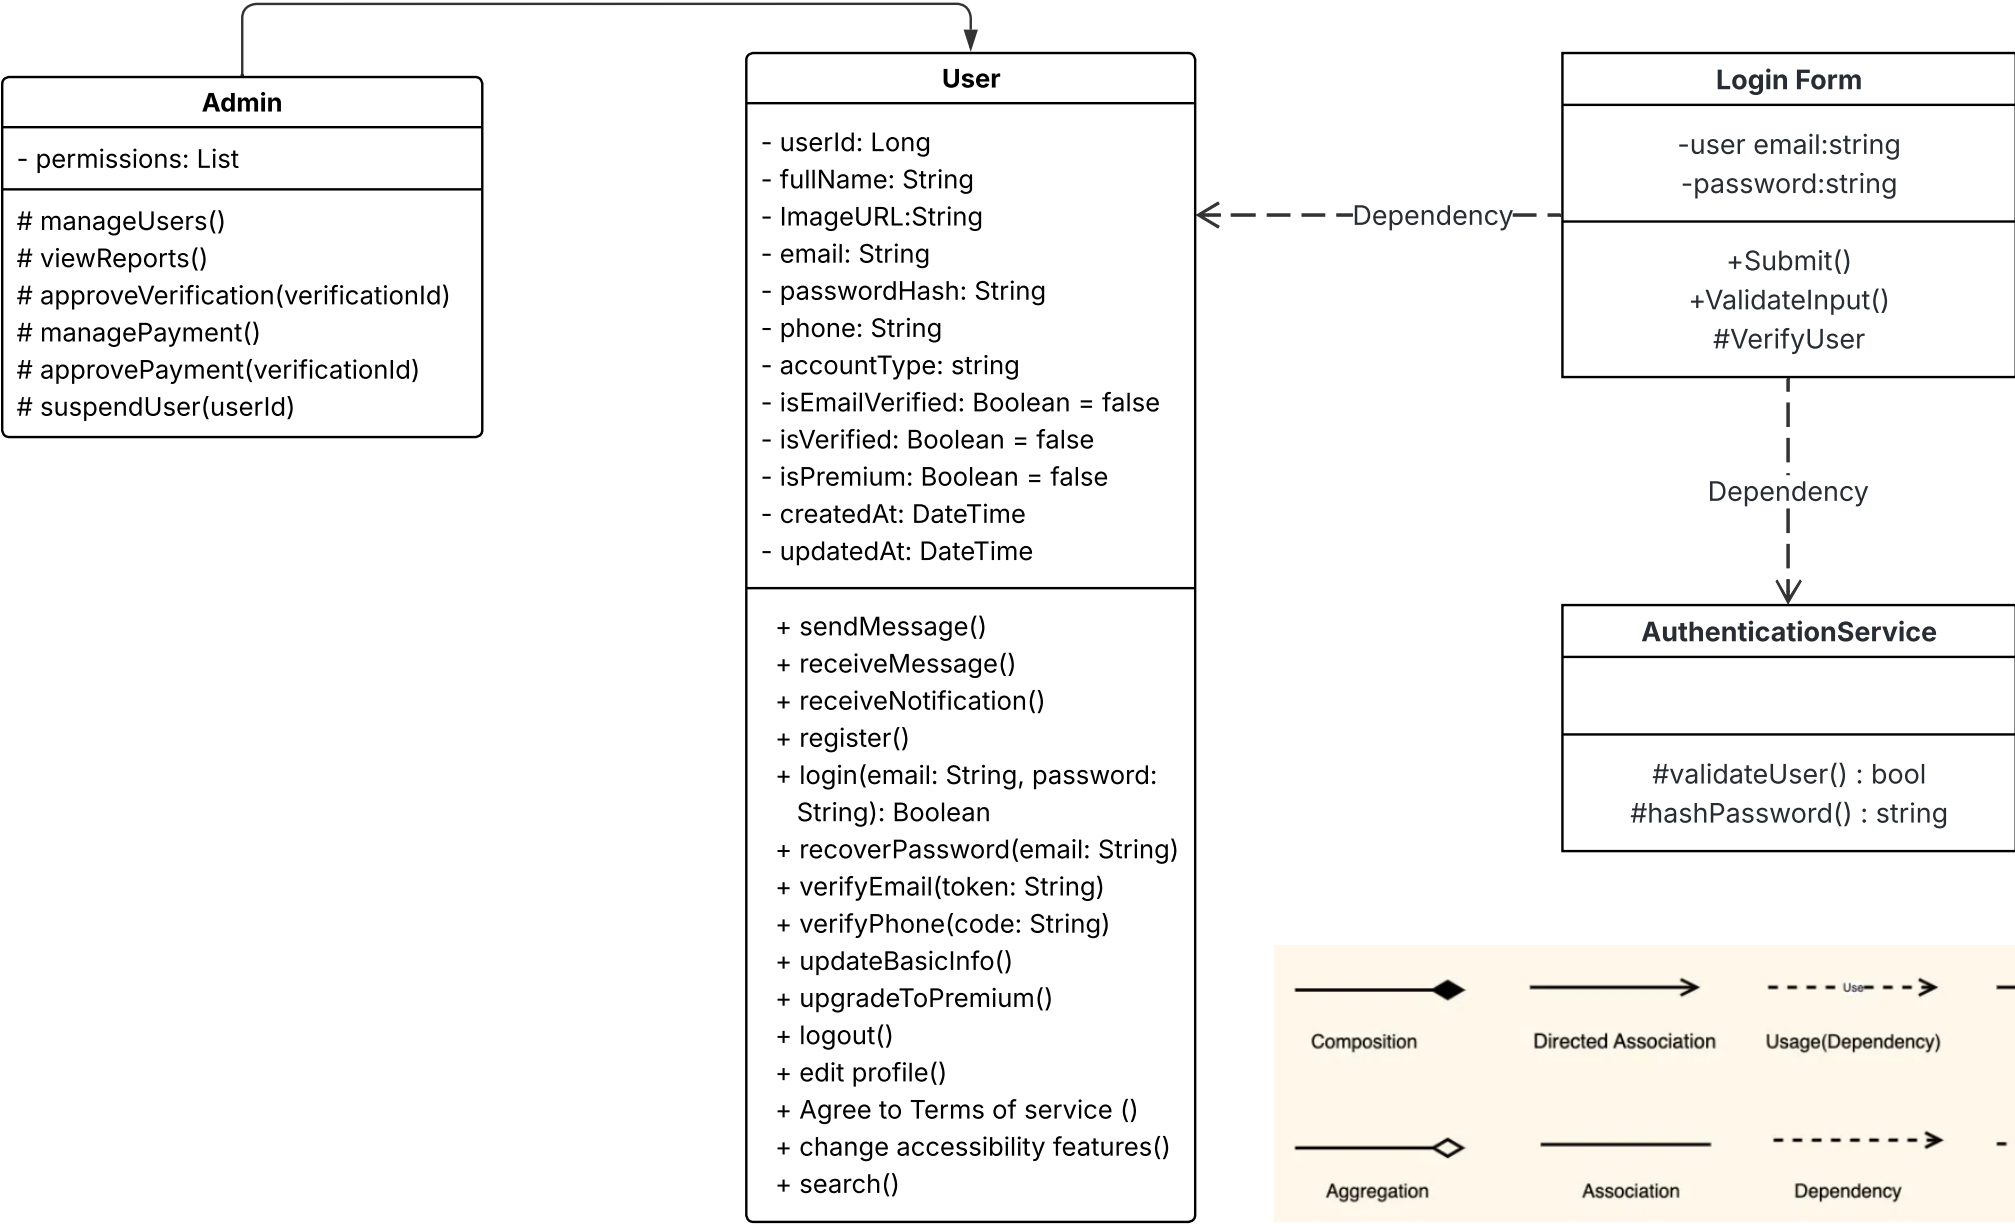 Admin
- permissions: List
# manageUsers()
# viewReports()
# approveVerification(verificationId)
# managePayment()
# approvePayment(verificationId)
# suspendUser(userId)
User
- userId: Long
- fullName: String
- ImageURL:String
- email: String
- passwordHash: String
- phone: String
- accountType: string
- isEmailVerified: Boolean = false
- isVerified: Boolean = false
- isPremium: Boolean = false
- createdAt: DateTime
- updatedAt: DateTime
+ sendMessage()
+ receiveMessage()
+ receiveNotification()
+ register()
+ login(email: String, password:
String): Boolean
+ recoverPassword(email: String)
+ verifyEmail(token: String)
+ verifyPhone(code: String)
+ updateBasicInfo()
+ upgradeToPremium()
+ logout()
+ edit profile()
+ Agree to Terms of service ()
+ change accessibility features()
+ search()
Dependency
Login Form
-user email:string
-password:string
+Submit()
+ValidateInput()
#VerifyUser
Dependency
AuthenticationService
#validateUser() : bool
#hashPassword() : string
Use
Composition
Directed Association
Usage(Dependency)
Aggregation
Association
Dependency